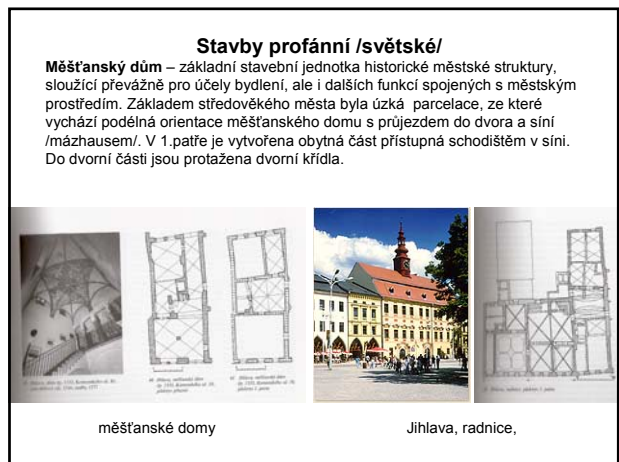 Stavby profánní /světské/
Měšťanský dům – základní stavební jednotka historické městské struktury,
sloužící převážně pro účely bydlení, ale i dalších funkcí spojených s městským
prostředím. Základem středověkého města byla úzká  parcelace, ze které
vychází podélná orientace měšťanského domu s průjezdem do dvora a síní
/mázhausem/. V 1.patře je vytvořena obytná část přístupná schodištěm v síni.
Do dvorní části jsou protažena dvorní křídla.
měšťanské domy
Jihlava, radnice,